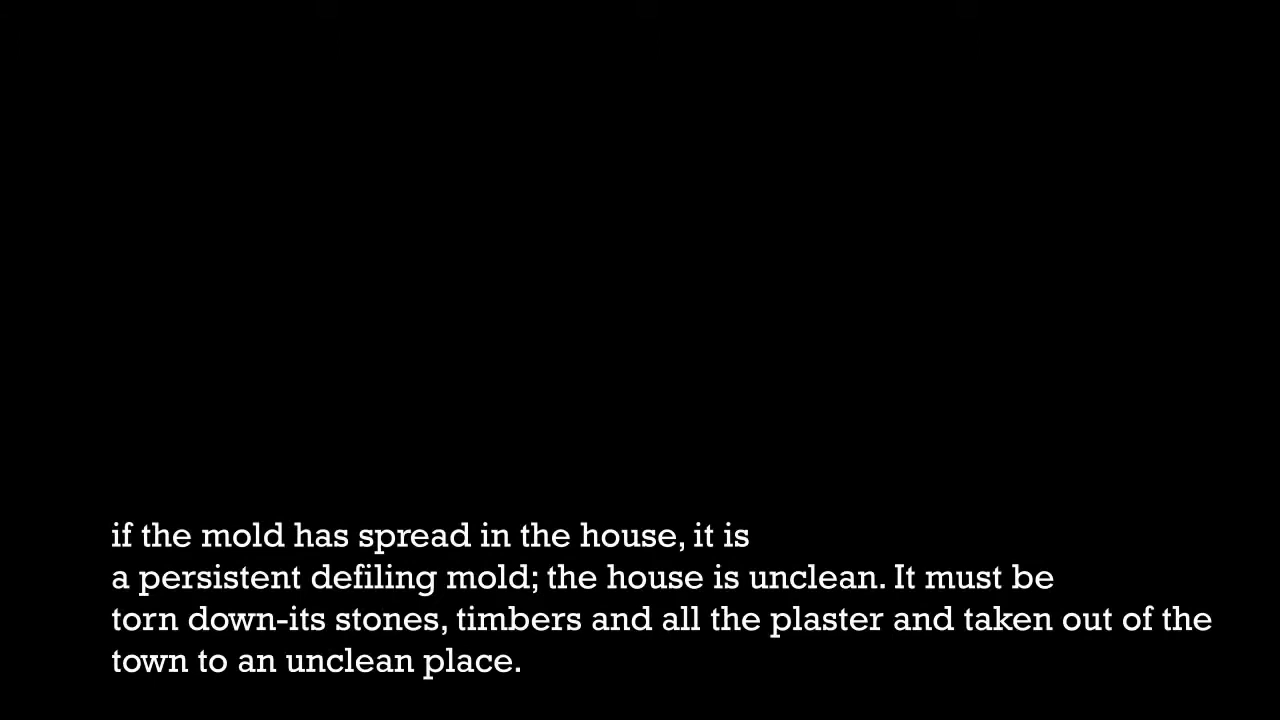 if the mold has spread in the house, it is
a persistent defiling mold; the house is unclean. It must be
torn down-its stones, timbers and all the plaster and taken out of the
town to an unclean place.